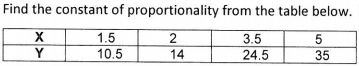 Find the constant of proportionality from the table below.
X 1.5 2 3.5 5
Y 10.5 14 24.5 35